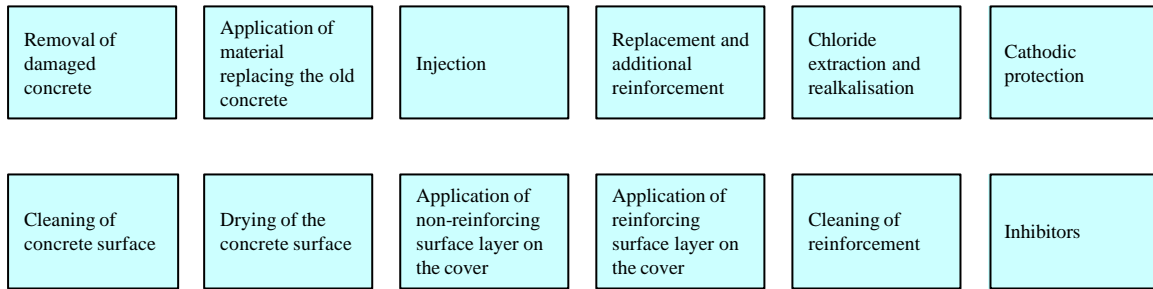 Removal of
damaged
concrete
Application of
material
replacing the old
concrete
Injection
Replacement and
additional
reinforcement
Chloride
extraction and
realkalisation
Cathodic
protection
Cleaning of
concrete surface
Drying of the
concrete surface
Application of
non-reinforcing
surface layer on
the cover
Application of
reinforcing
surface layer on
the cover
Cleaning of
reinforcement
Inhibitors